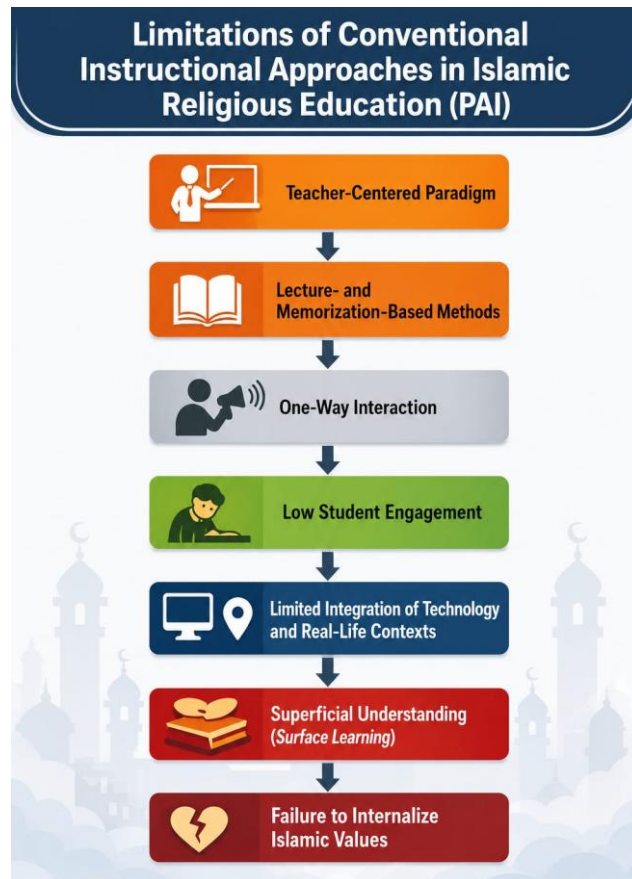 Limitations of Conventional
Instructional Approaches in Islamic
Religious Education (PAI)
Teacher-Centered Paradigm
Lecture- and
Memorization-Based Methods
One-Way Interaction
Low Student Engagement
Limited Integration of Technology
and Real-Life Contexts
Superficial Understanding
(Surface Learning)
Failure to Internalize
Islamic Values